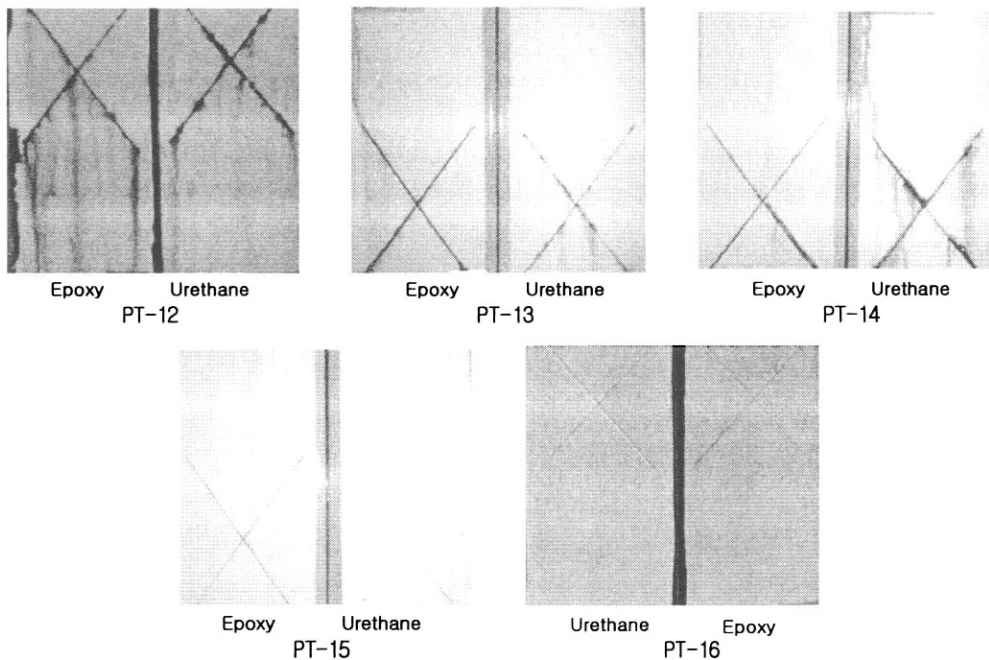 Epoxy Urethane Epoxy Urethane Epoxy Urethane
PT-12 PT-13 PT-14
Epoxy Urethane Urethane Epoxy
PT-15 PT-16